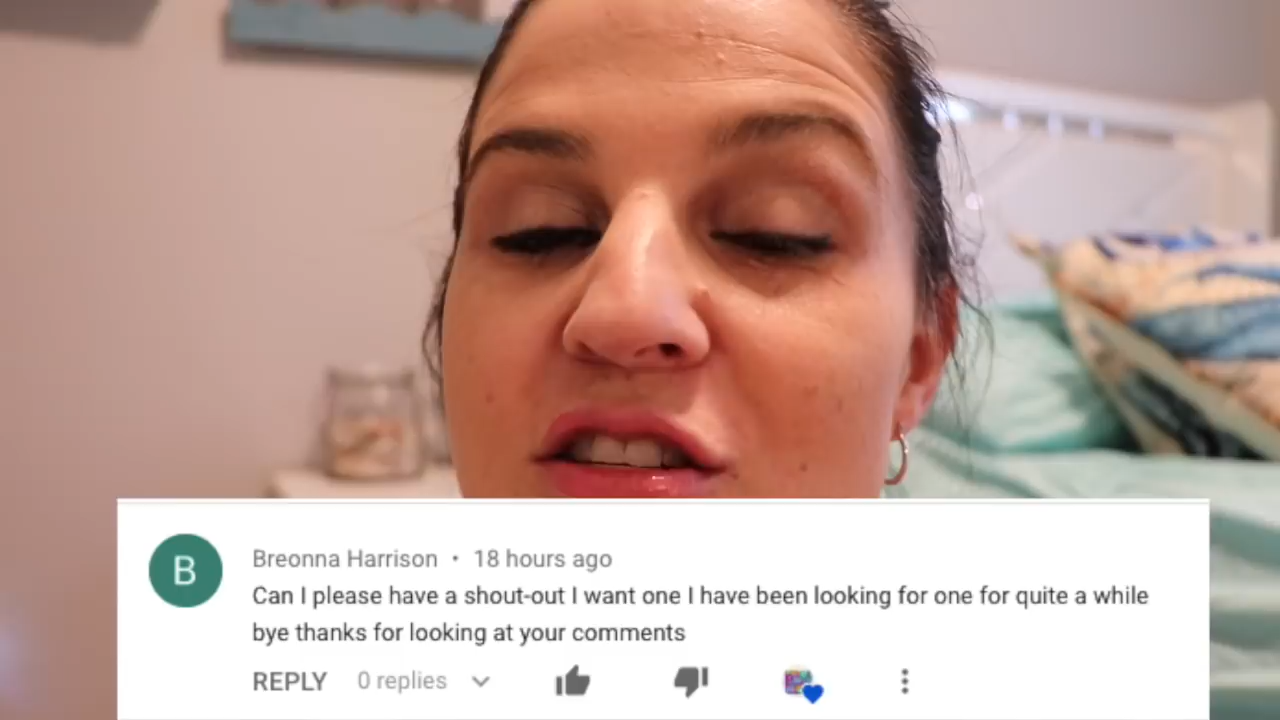 B
Breonna Harrison • 18 hours ago
Can I please have a shout-out I want one I have been looking for one for quite a while
bye thanks for looking at your comments
REPLY 0 replies